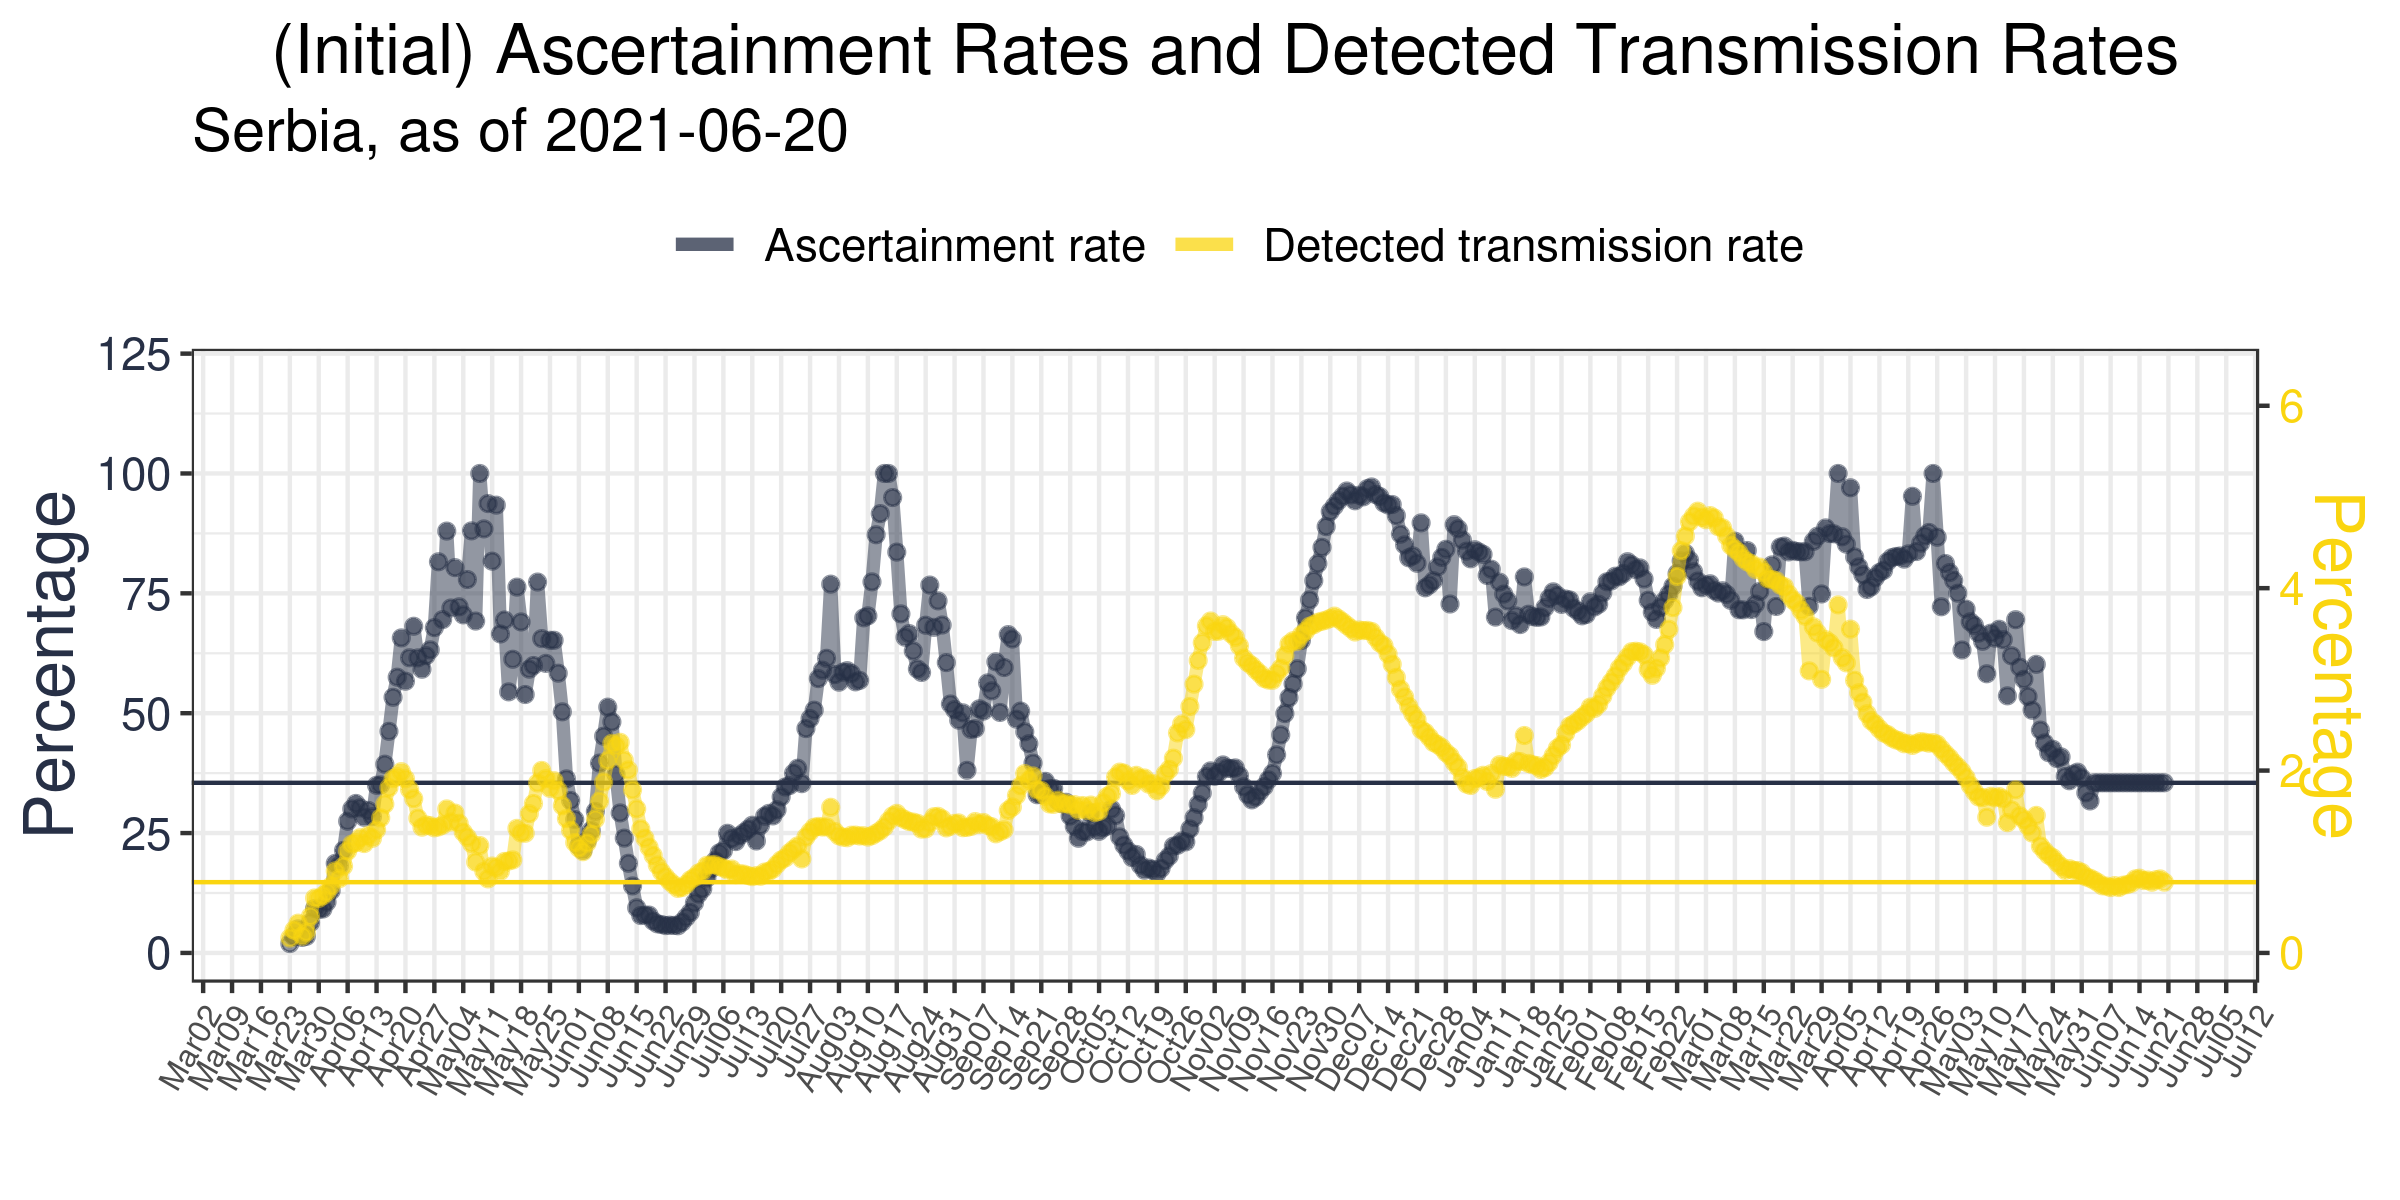 (Initial) Ascertainment Rates and Detected Transmission Rates
Serbia, as of 2021-06-20
Ascertainment rate
Detected transmission rate
125
100
75
50
25
0
Percentage
6
4
2
0
Percentage
Mar02
Mar09
Mar16
Mar23
Mar30
Apr06
Apr13
Apr20
Apr27
May04
May11
May18
May25
Jun01
Jun08
Jun15
Jun22
Jun29
Jul06
Jul13
Jul20
Jul27
Aug03
Aug10
Aug17
Aug24
Aug31
Sep07
Sep14
Sep21
Sep28
Oct05
Oct12
Oct19
Oct26
Nov02
Nov09
Nov16
Nov23
Nov30
Dec07
Dec14
Dec21
Dec28
Jan04
Jan11
Jan18
Jan25
Feb01
Feb08
Feb15
Feb22
Mar01
Mar08
Mar15
Mar22
Mar29
Apr05
Apr12
Apr19
Apr26
May03
May10
May17
May24
May31
Jun07
Jun14
Jun21
Jun28
Jul05
Jul12